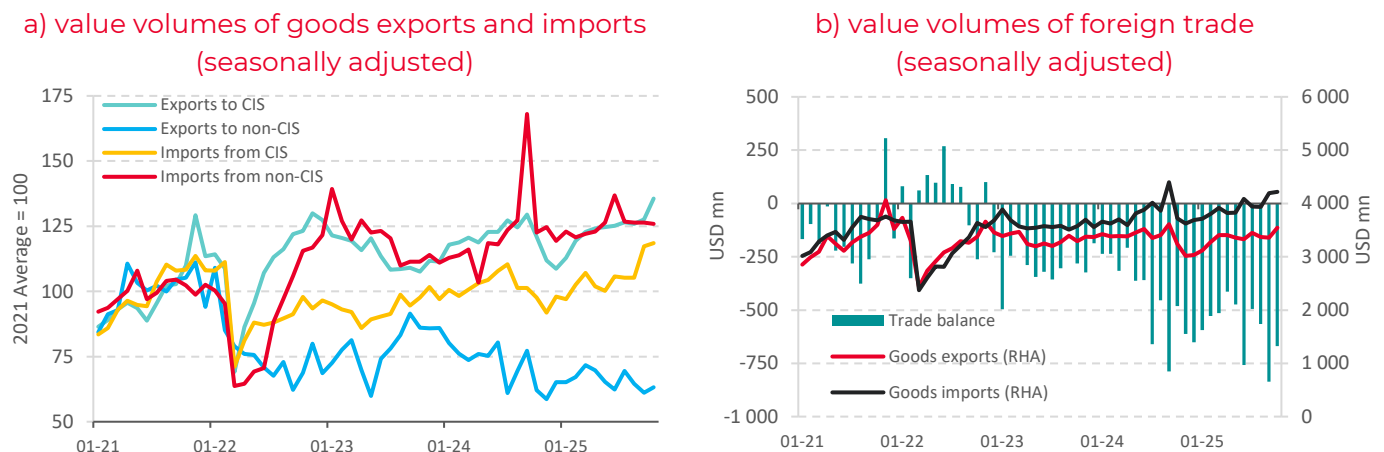 a) value volumes of goods exports and imports
(seasonally adjusted)
2021 Average = 100
175
150
125
100
75
50
Exports to CIS
Exports to non-CIS
Imports from CIS
Imports from non-CIS
01-21
01-22
01-23
01-24
01-25
b) value volumes of foreign trade
(seasonally adjusted)
USD mn
500
250
0
-250
-500
-750
-1 000
Trade balance
Goods exports (RHA)
Goods imports (RHA)
6 000
5 000
4 000
3 000
2 000
1 000
0
USD mn
01-21
01-22
01-23
01-24
01-25